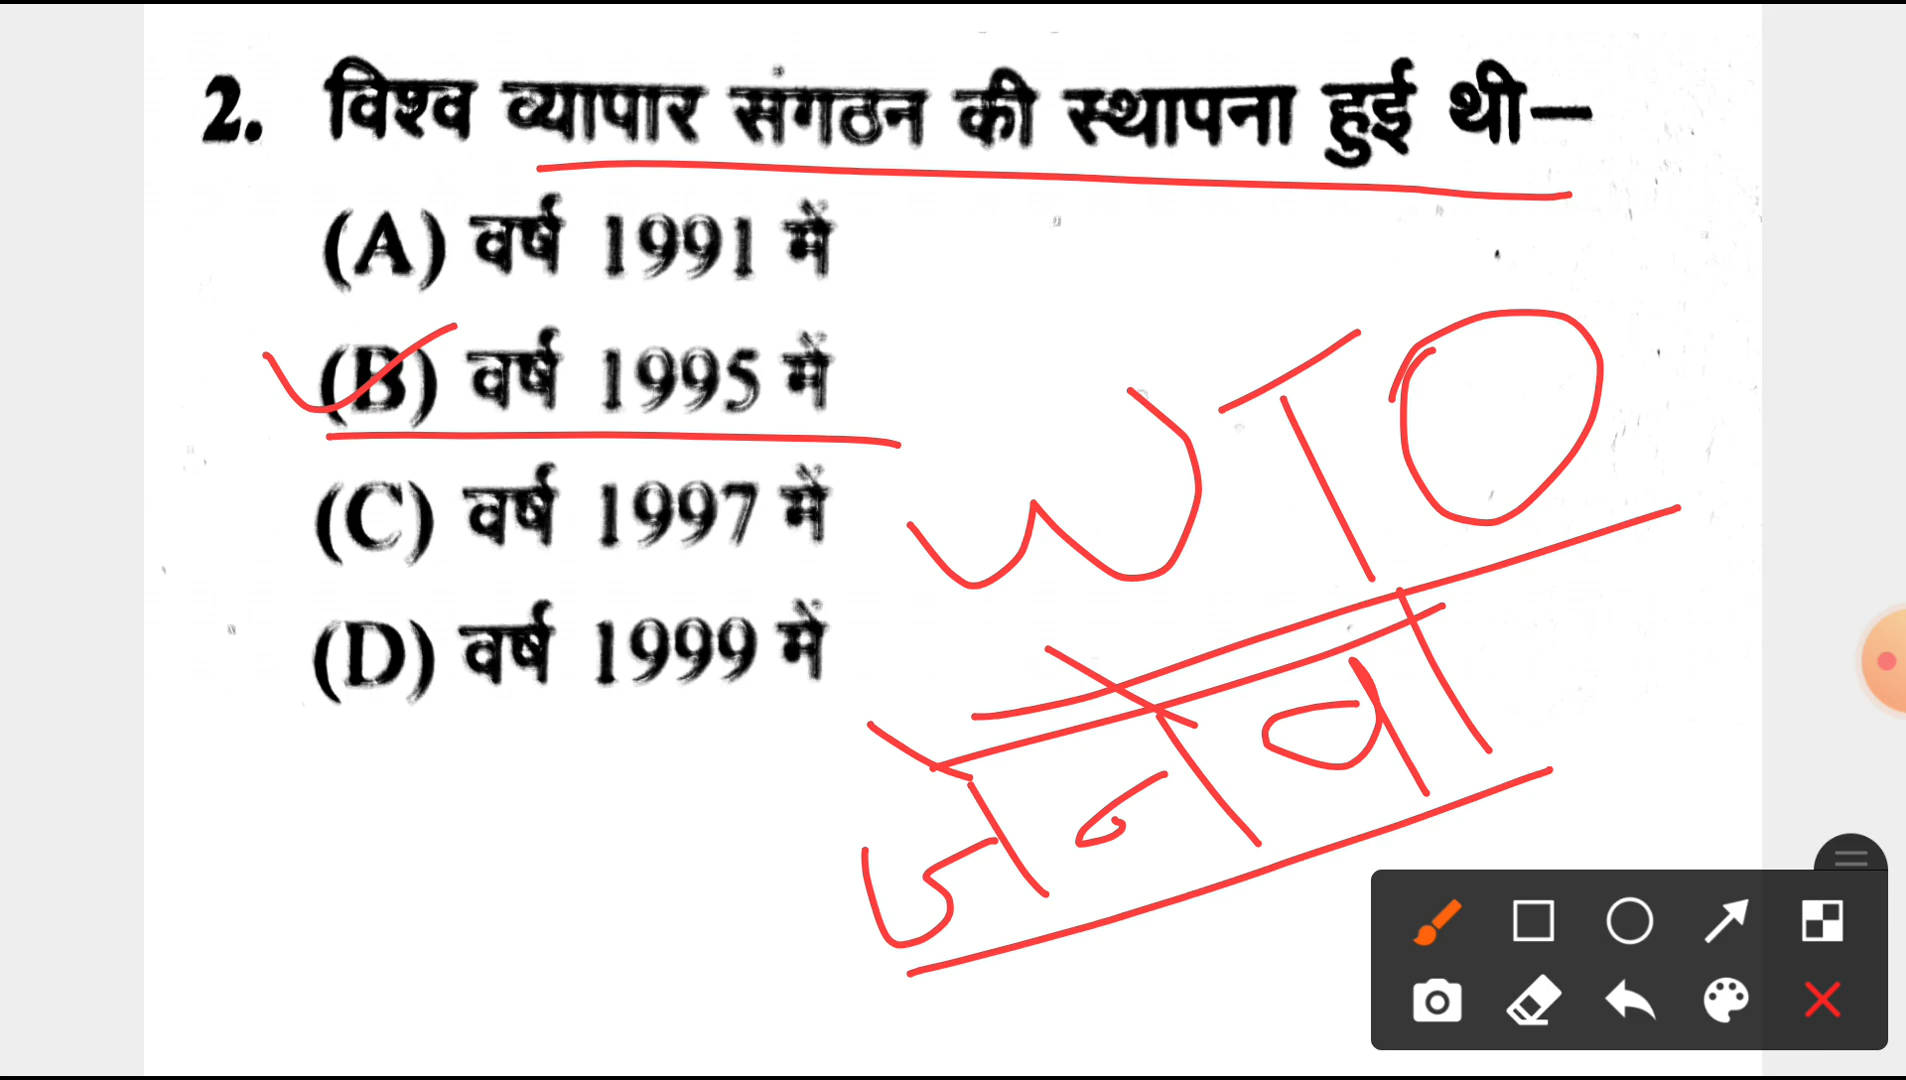 2. विश्व व्यापार संगठन की स्थापना हुई थी–
(A) वर्ष 1991 में
(B) वर्ष 1995 में
(C) वर्ष 1997 में
(D) वर्ष 1999 में
WTO
जेनेवा